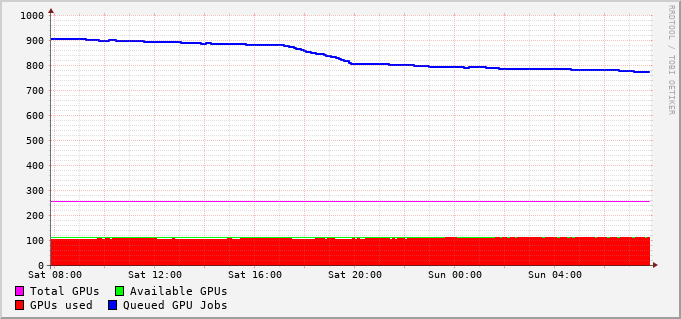 1000
900
800
700
600
500
400
300
200
100
0
Sat 08:00 Sat 12:00 Sat 16:00 Sat 20:00 Sun 00:00 Sun 04:00
Total GPUs Available GPUs
GPUs used Queued GPU Jobs
RRDTOOL / TOBI OETIKER